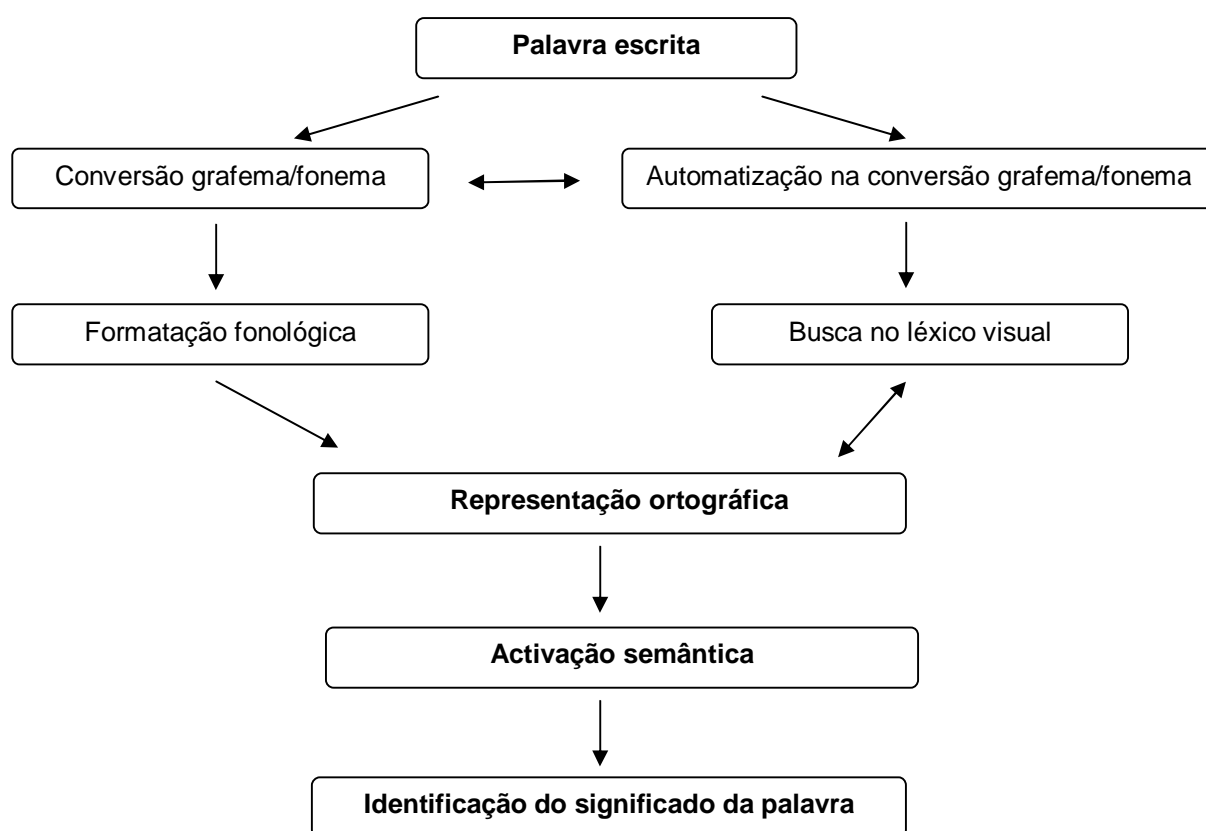 Palavra escrita
Conversão grafema/fonema
Automatização na conversão grafema/fonema
Formatação fonológica
Busca no léxico visual
Representação ortográfica
Activação semântica
Identificação do significado da palavra